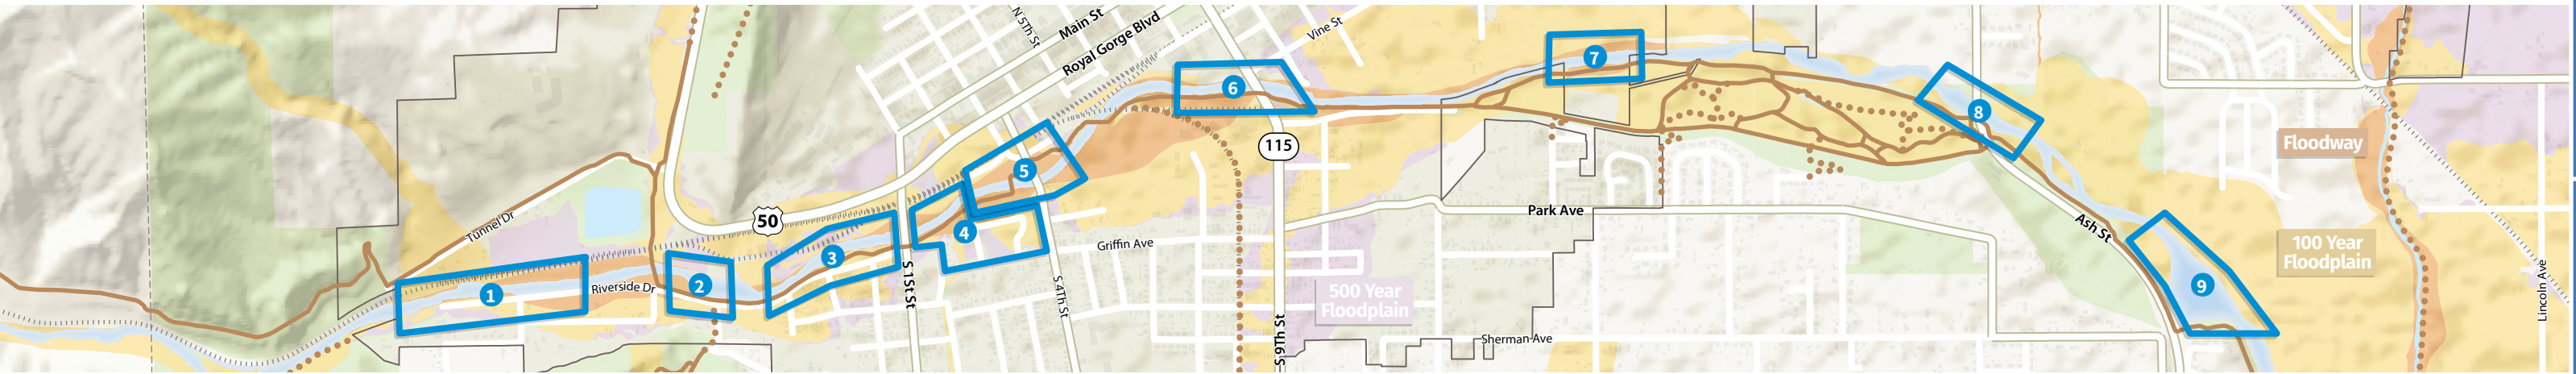 N 5Th St
Main St
Royal Gorge Blvd
Vine St
7
6
8
115
Floodway
5
Park Ave
50
Tunnel Dr
4
Griffin Ave
Ash St
100 Year
Floodplain
3
S 1St St
2
Riverside Dr
1
S 4Th St
500 Year
Floodplain
9
Lincoln Ave
S 9Th St
Sherman Ave